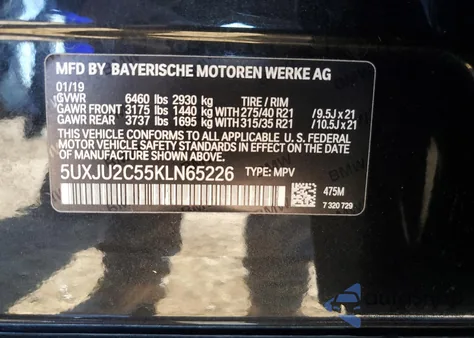 MFD BY BAYERISCHE MOTOREN WERKE AG
01/19
GVWR 6460 lbs 2930 kg TIRE / RIM
GAWR FRONT 3175 lbs 1440 kg WITH 275/40 R21 / 9.5J x 21
GAWR REAR 3737 lbs 1695 kg WITH 315/35 R21 / 10.5J x 21
THIS VEHICLE CONFORMS TO ALL APPLICABLE U. S. FEDERAL
MOTOR VEHICLE SAFETY STANDARDS IN EFFECT ON THE
DATE OF MANUFACTURE SHOWN ABOVE.
5UXJU2C55KLN65226 TYPE: MPV
475M
7 320 729